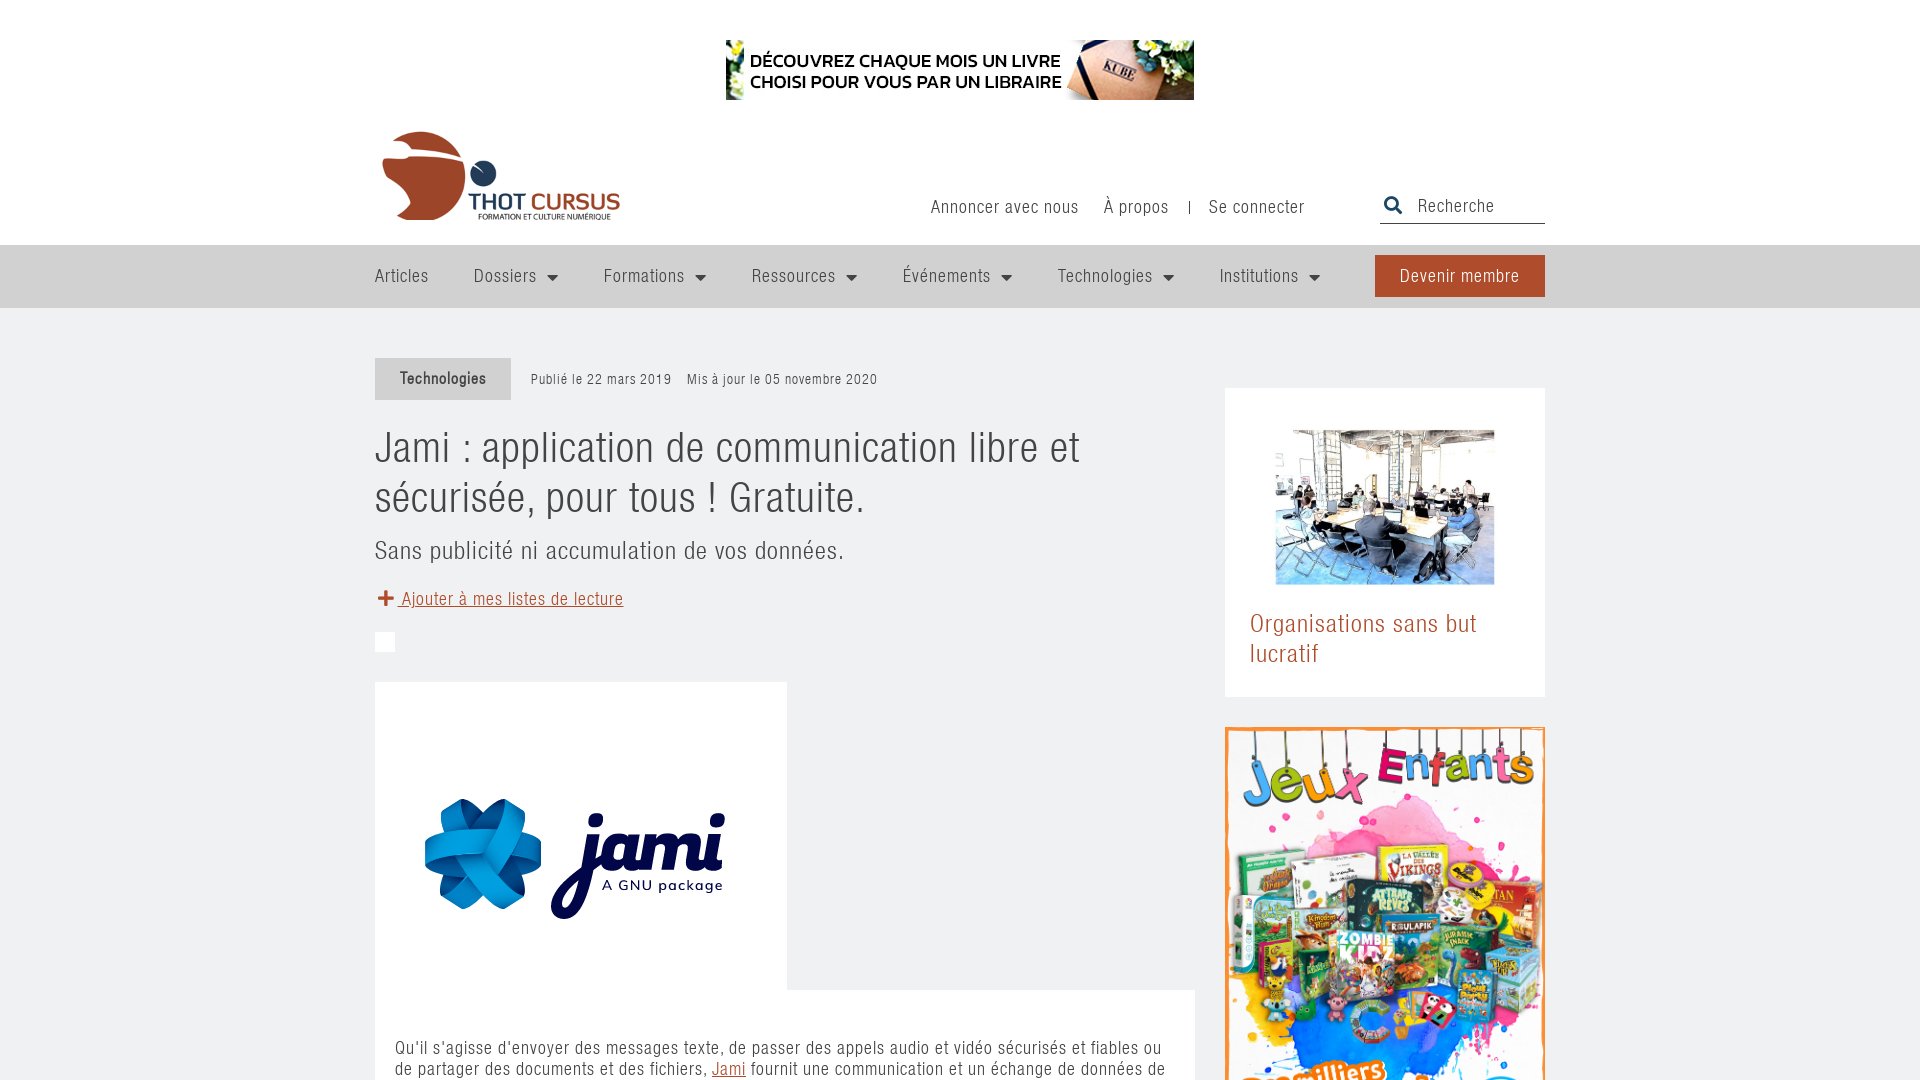 DÉCOUVREZ CHAQUE MOIS UN LIVRE
CHOISI POUR VOUS PAR UN LIBRAIRE
KUBE
THOT CURSUS
FORMATION ET CULTURE NUMÉRIQUE
Annoncer avec nous À propos | Se connecter Recherche
Articles Dossiers Formations Ressources Événements Technologies Institutions Devenir membre
Technologies Publié le 22 mars 2019 Mis à jour le 05 novembre 2020
Jami : application de communication libre et
sécurisée, pour tous ! Gratuite.
Sans publicité ni accumulation de vos données.
Ajouter à mes listes de lecture
jami
A GNU package
Qu'il s'agisse d'envoyer des messages texte, de passer des appels audio et vidéo sécurisés et fiables ou
de partager des documents et des fichiers, Jami fournit une communication et un échange de données de
Organisations sans but
lucratif
Jeux Enfants
LA VALLÉE
DES
VIKINGS
ATTRAPE
RÊVES
ROULAPIK
ZOMBIE
KIDZ
milliers